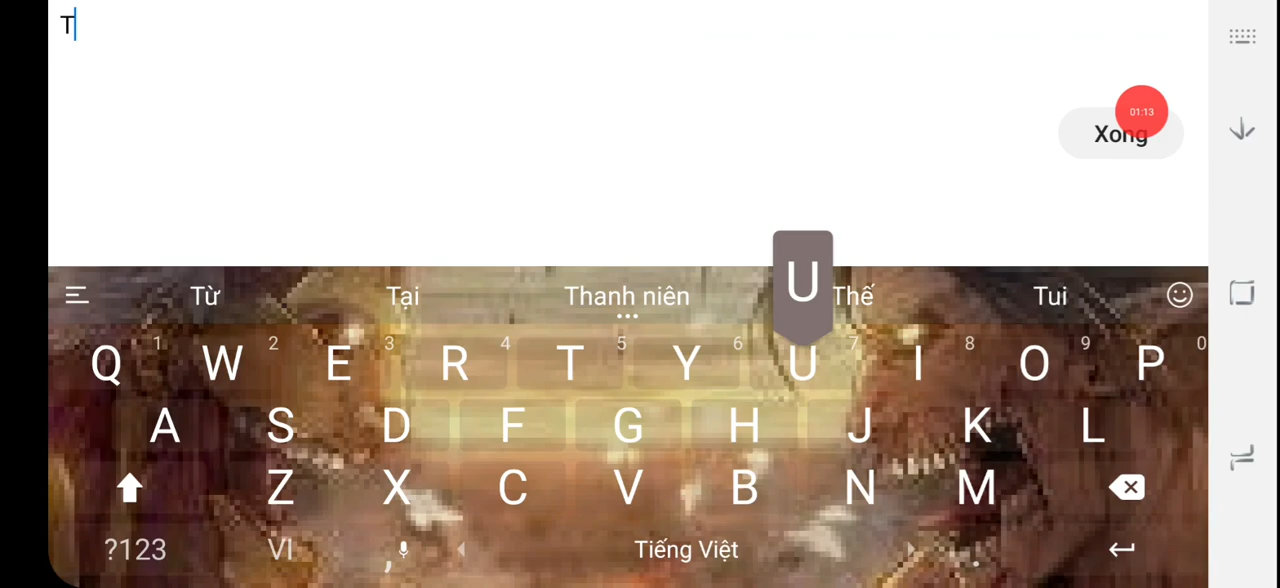 T
01:13
Xong
U
Từ Tại Thanh niên Thế Tui
1 2 3 4 5 6 7 8 9 0
Q W E R T Y U I O P
A S D F G H J K L
Z X C V B N M
?123 VI , Tiếng Việt .